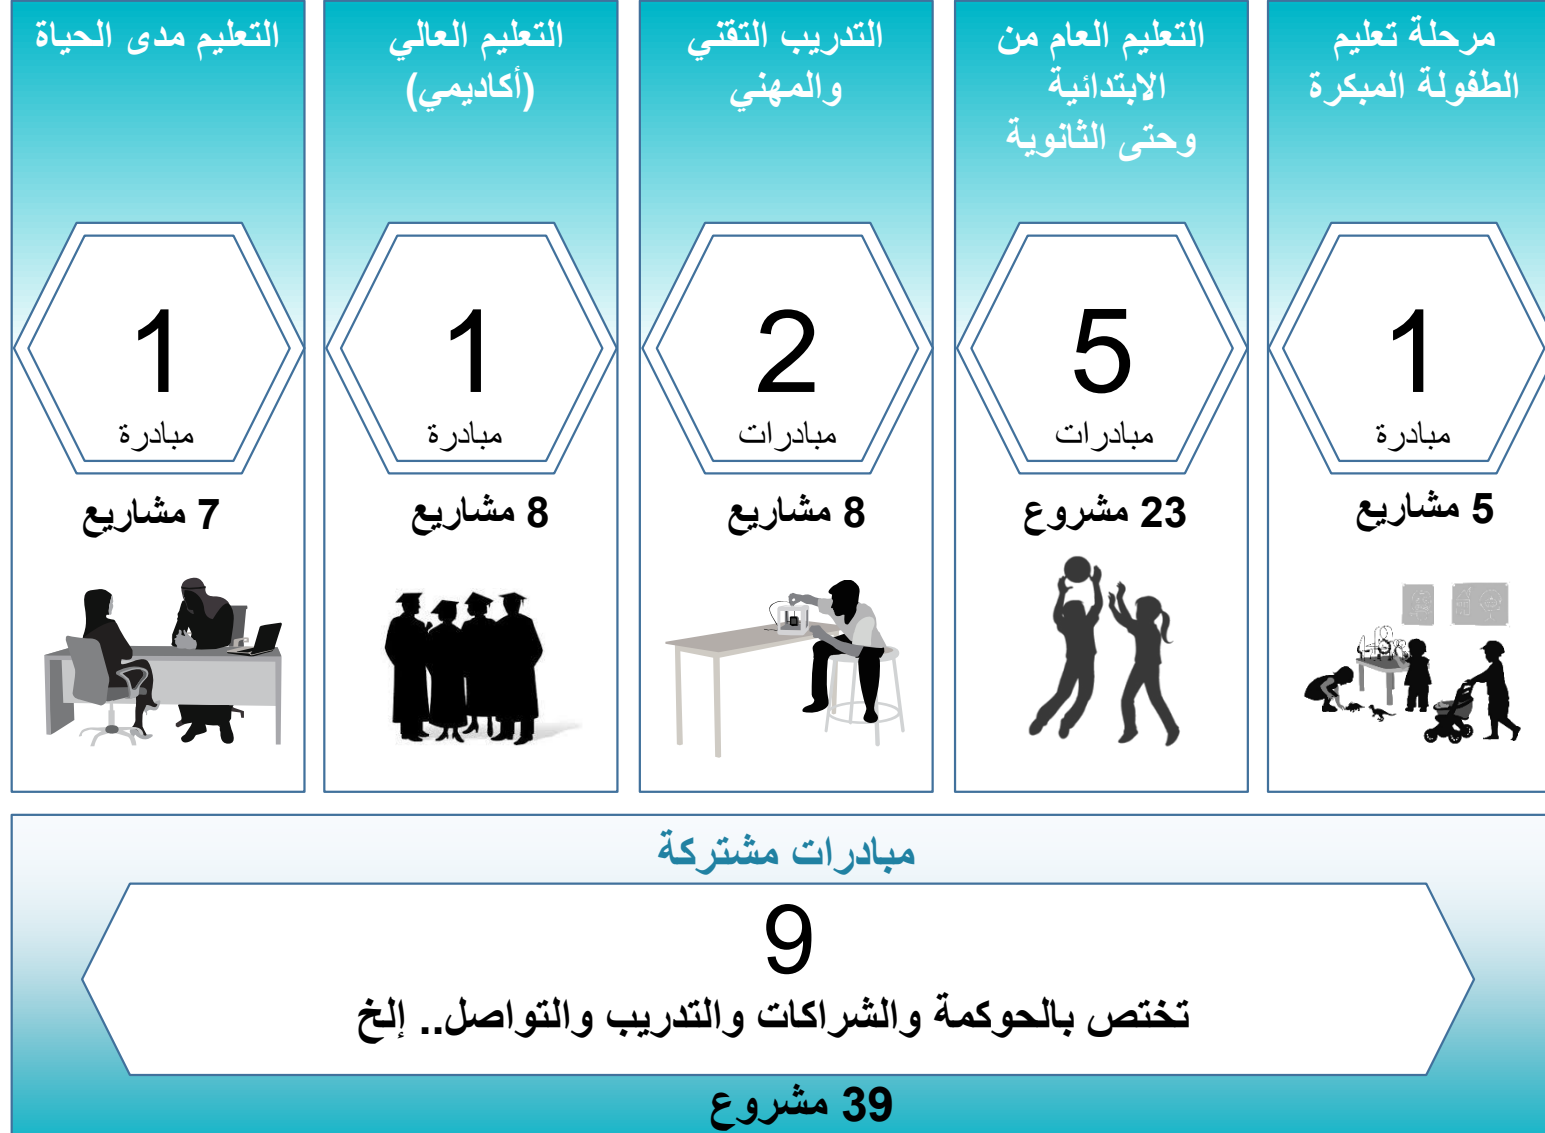 مرحلة تعليم
الطفولة المبكرة
1
مبادرة
5 مشاريع
التعليم العام من
الابتدائية
وحتى الثانوية
5
مبادرات
23 مشروع
التدريب التقني
والمهني
2
مبادرات
8 مشاريع
التعليم العالي
(أكاديمي)
1
مبادرة
8 مشاريع
التعليم مدى الحياة
1
مبادرة
7 مشاريع
مبادرات مشتركة
9
تختص بالحوكمة والشراكات والتدريب والتواصل.. إلخ
39 مشروع